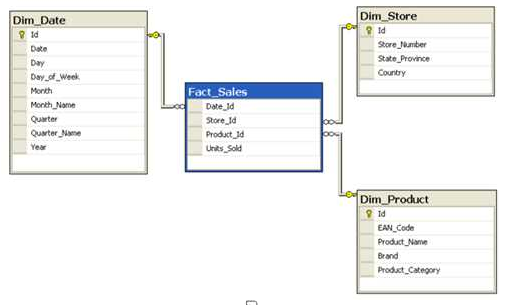 Dim_Date
Id
Date
Day
Day_of_Week
Month
Month_Name
Quarter
Quarter_Name
Year
Fact_Sales
Date_Id
Store_Id
Product_Id
Units_Sold
Dim_Store
Id
Store_Number
State_Province
Country
Dim_Product
Id
EAN_Code
Product_Name
Brand
Product_Category